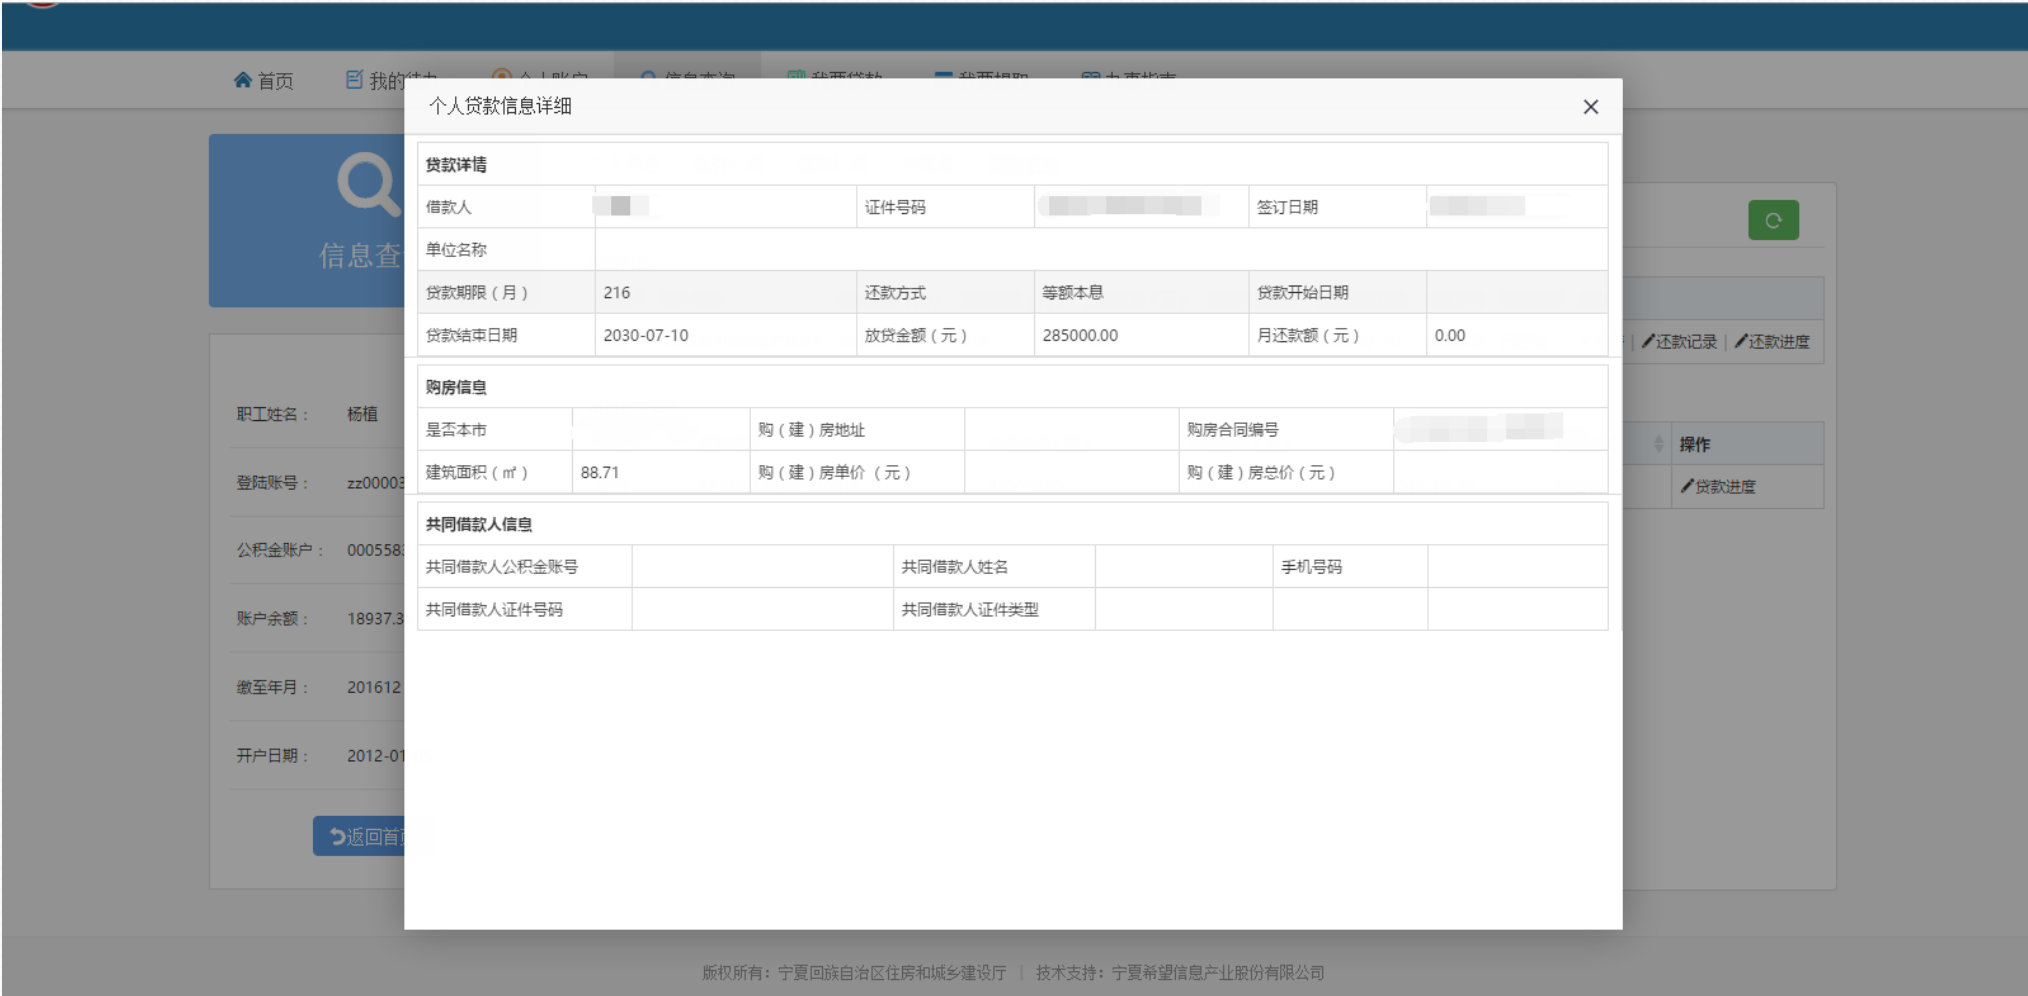 首页 我的
个人贷款信息详细
信息查
贷款详情
借款人 证件号码 签订日期
单位名称
贷款期限（月） 216 还款方式 等额本息 贷款开始日期
贷款结束日期 2030-07-10 放贷金额（元） 285000.00 月还款额（元） 0.00
还款记录 | 还款进度
购房信息
是否本市 购（建）房地址 购房合同编号
建筑面积（㎡） 88.71 购（建）房单价 （元） 购（建）房总价（元）
操作
贷款进度
共同借款人信息
共同借款人公积金账号 共同借款人姓名 手机号码
共同借款人证件号码 共同借款人证件类型
职工姓名： 杨植
登陆账号： zz00003
公积金账户： 000558
账户余额： 18937.3
缴至年月： 201612
开户日期： 2012-01
返回首
版权所有：宁夏回族自治区住房和城乡建设厅 | 技术支持：宁夏希望信息产业股份有限公司